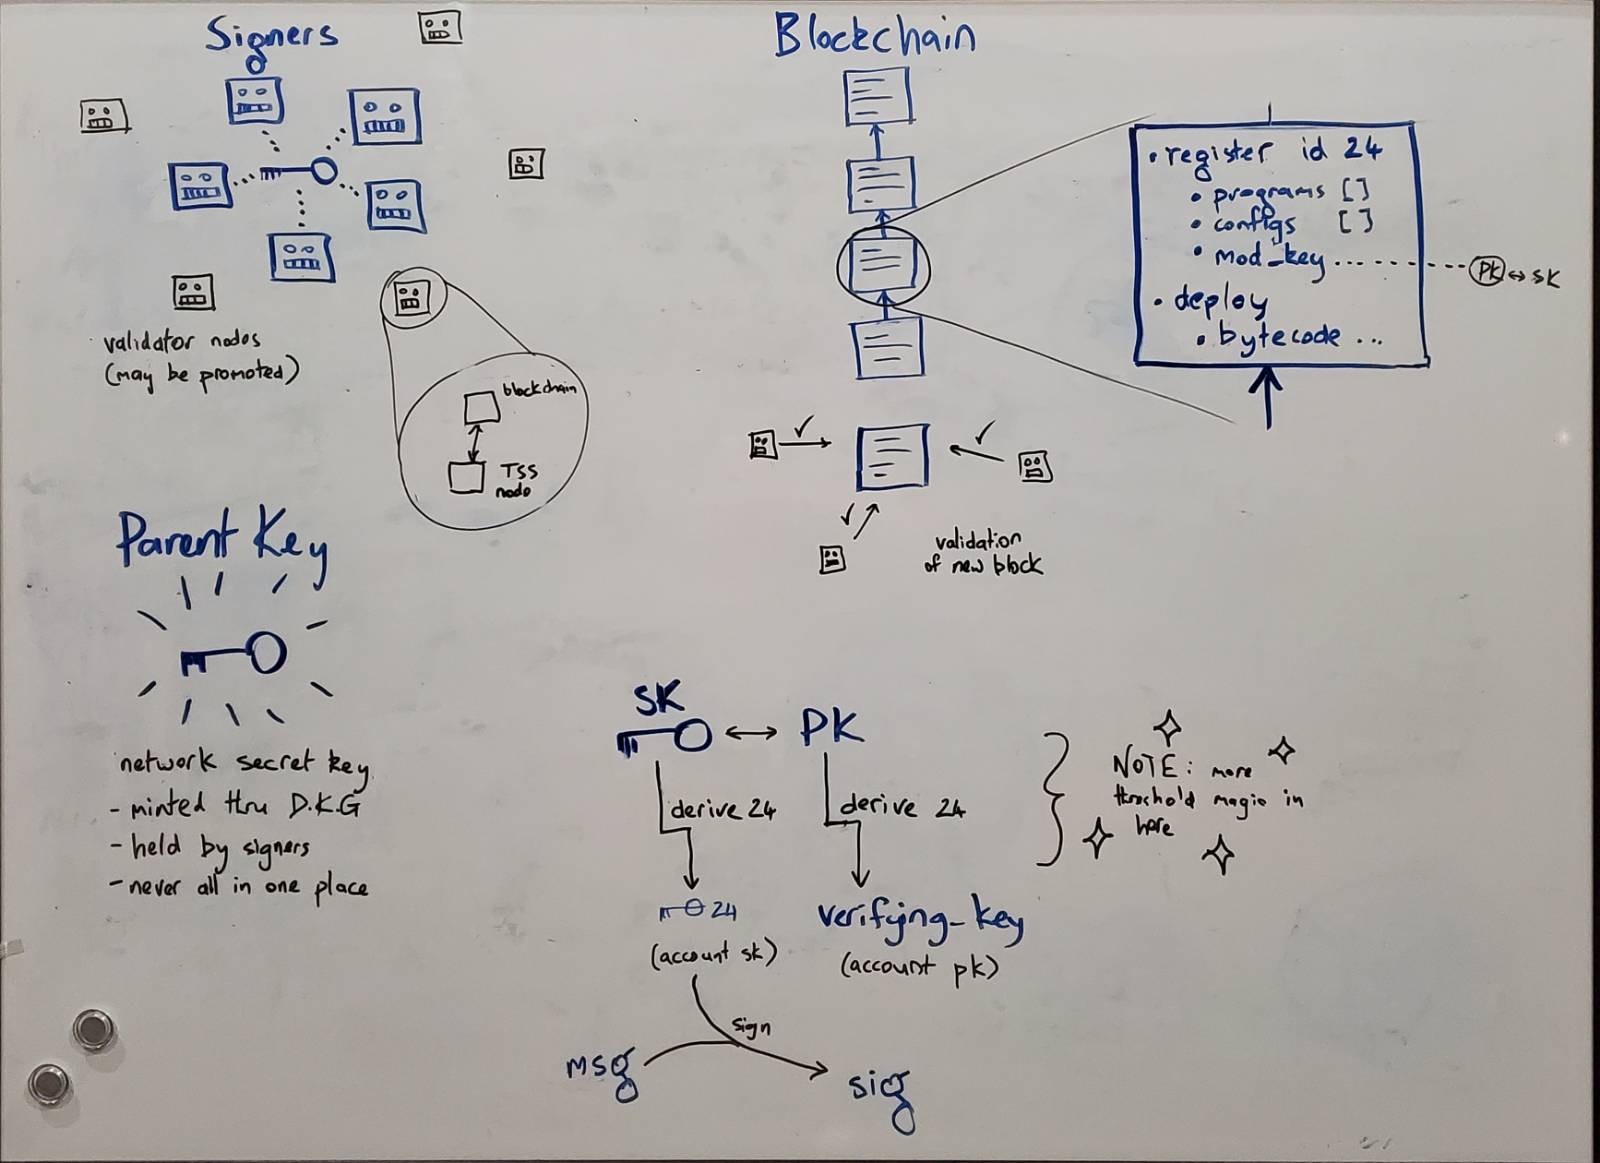 Signers
validator nodes
(may be promoted)
blockchain
TSS
node
Blockchain
• register id 24
• programs []
• configs []
• mod_key ........ PK ↔ SK
• deploy
• bytecode ...
validation
of new block
Parent Key
network secret key
- minted thru D.K.G
- held by signers
- never all in one place
SK ↔ PK
derive 24
derive 24
24
(account sk)
verifying_key
(account pk)
sign
msg
sig
NOTE: more
threshold magic in
here